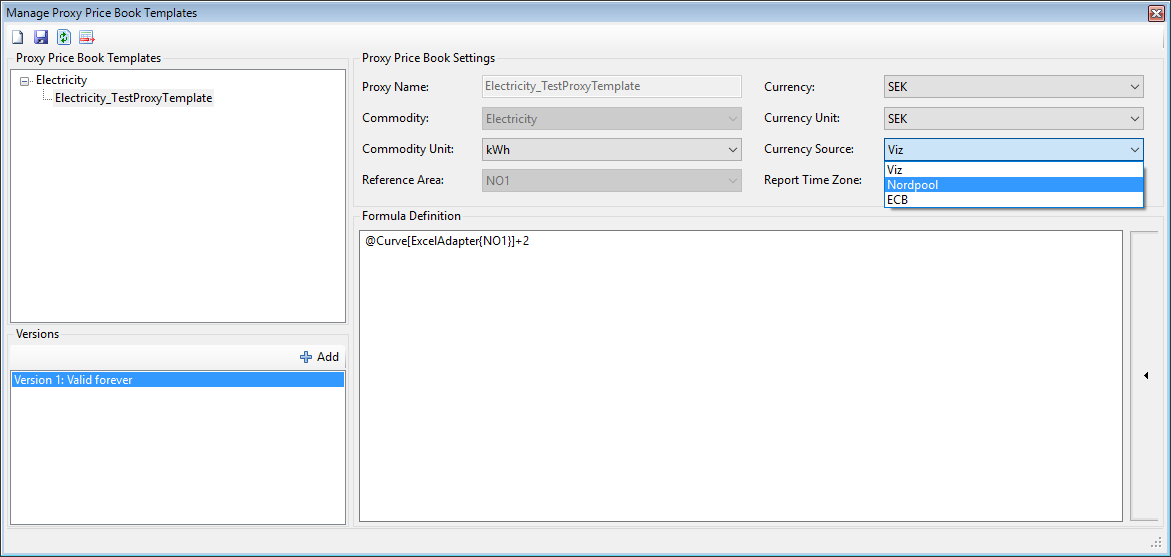 Manage Proxy Price Book Templates
Proxy Price Book Templates
Electricity
Electricity_TestProxyTemplate
Versions
Add
Version 1: Valid forever
Proxy Price Book Settings
Proxy Name: Electricity_TestProxyTemplate
Currency: SEK
Commodity: Electricity
Currency Unit: SEK
Commodity Unit: kWh
Currency Source: Viz
Viz
Reference Area: NO1
Report Time Zone: Nordpool
ECB
Formula Definition
@Curve[ExcelAdapter{NO1}]+2